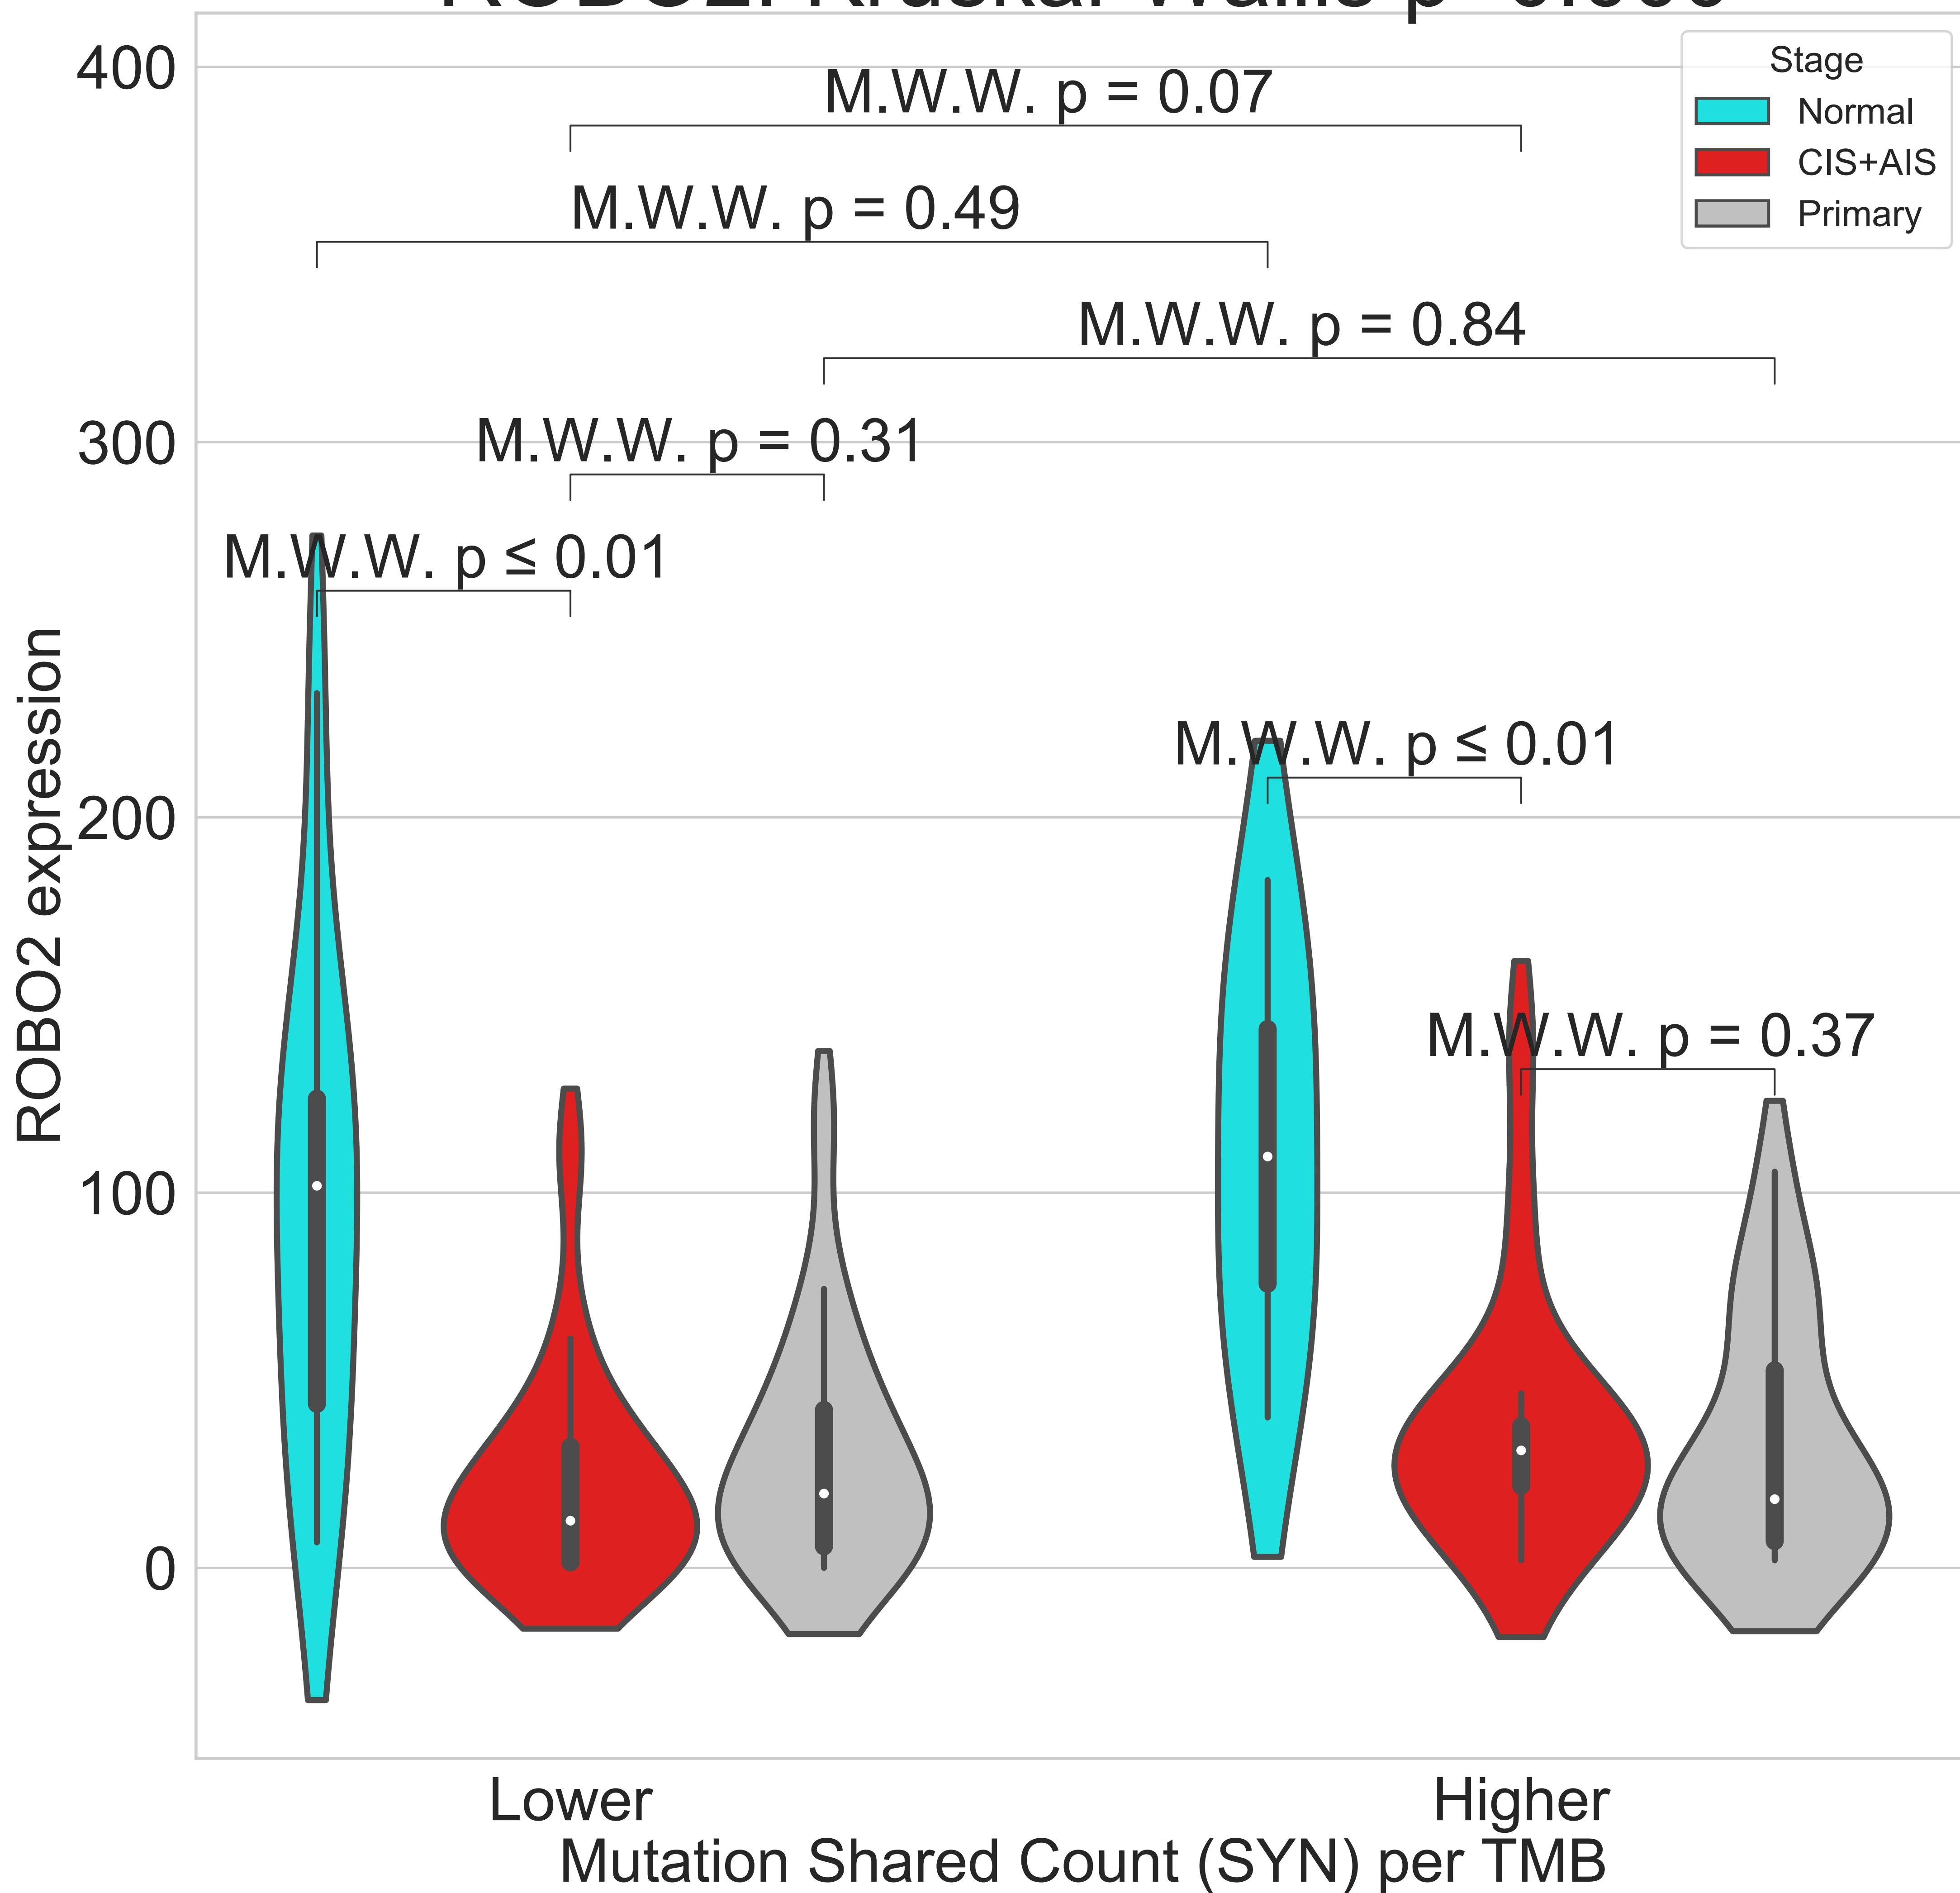 400
M.W.W. p = 0.07
Stage
Normal
CIS+AIS
Primary
M.W.W. p = 0.49
M.W.W. p = 0.84
300
M.W.W. p = 0.31
M.W.W. p ≤ 0.01
ROBO2 expression
M.W.W. p ≤ 0.01
200
M.W.W. p = 0.37
100
0
Lower
Higher
Mutation Shared Count (SYN) per TMB